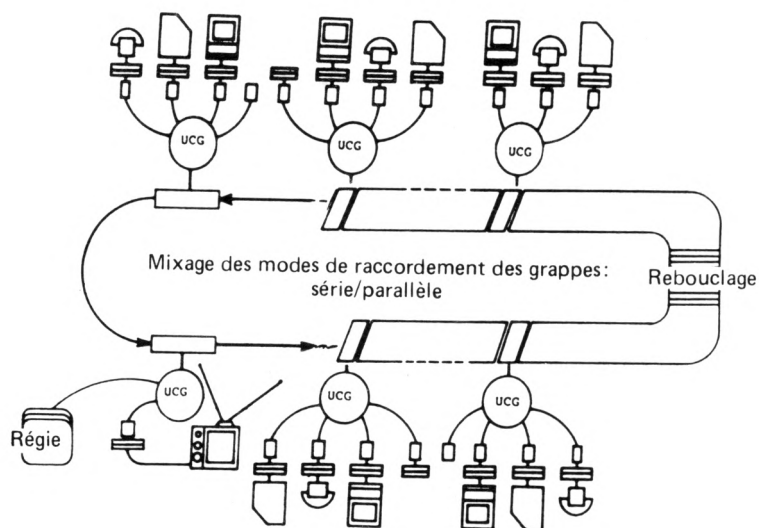 UCG
UCG
UCG
Mixage des modes de raccordement des grappes:
série/parallèle
Rebouclage
UCG
UCG
UCG
Régie